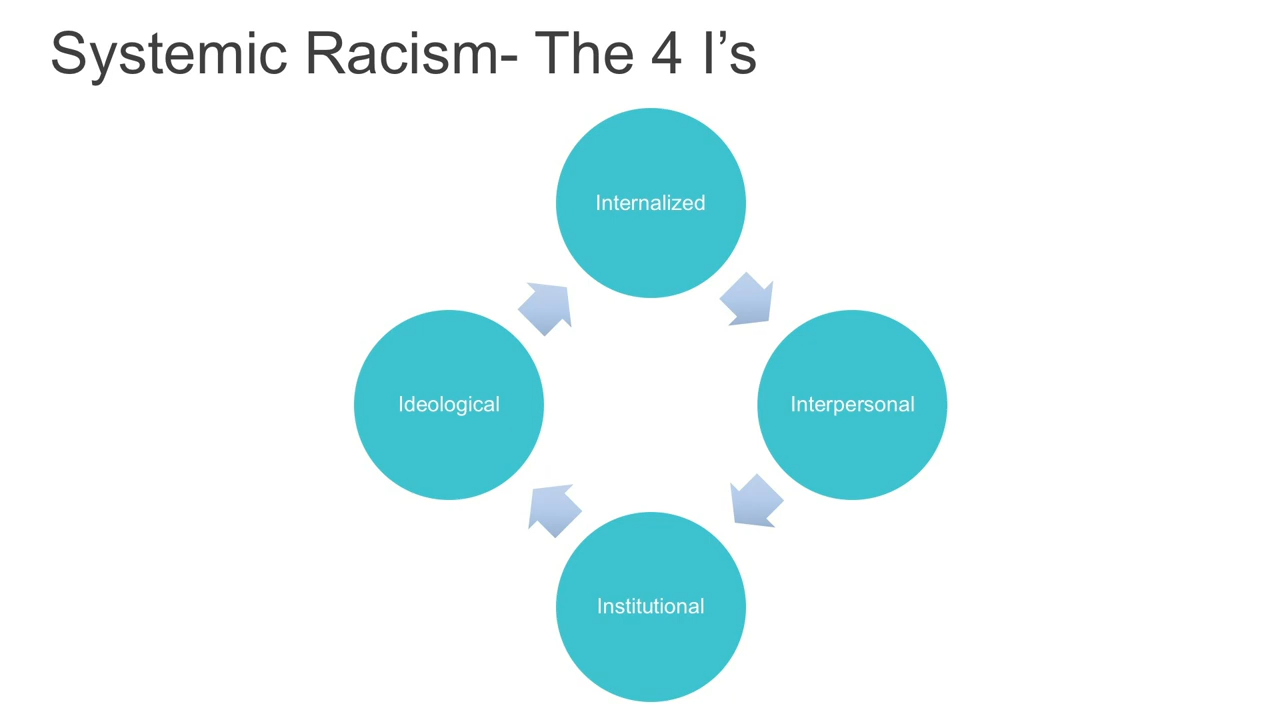 Systemic Racism- The 4 I’s
Internalized
Ideological
Interpersonal
Institutional